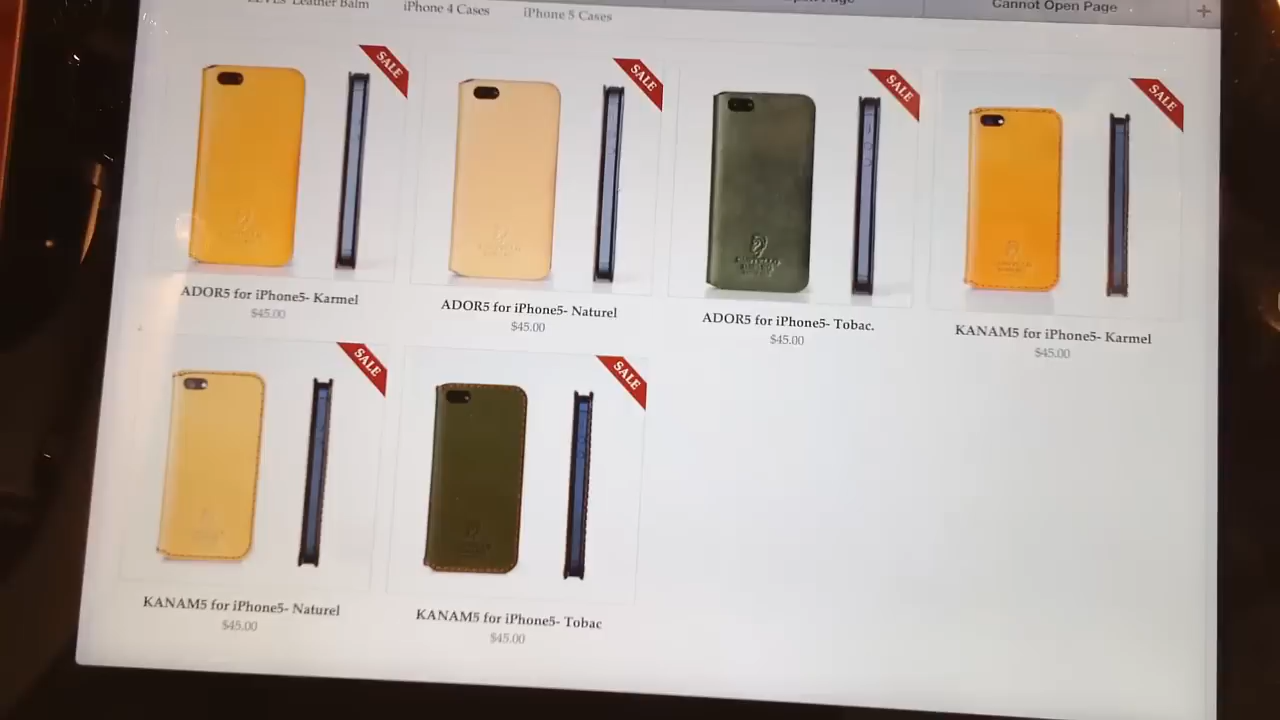 Leather Balm
iPhone 4 Cases
iPhone 5 Cases
Page
Cannot Open Page
+
SALE
SALE
SALE
SALE
ADOR5 for iPhone5- Karmel
$45.00
ADOR5 for iPhone5- Naturel
$45.00
ADOR5 for iPhone5- Tobac.
$45.00
KANAM5 for iPhone5- Karmel
$45.00
SALE
SALE
KANAM5 for iPhone5- Naturel
$45.00
KANAM5 for iPhone5- Tobac
$45.00